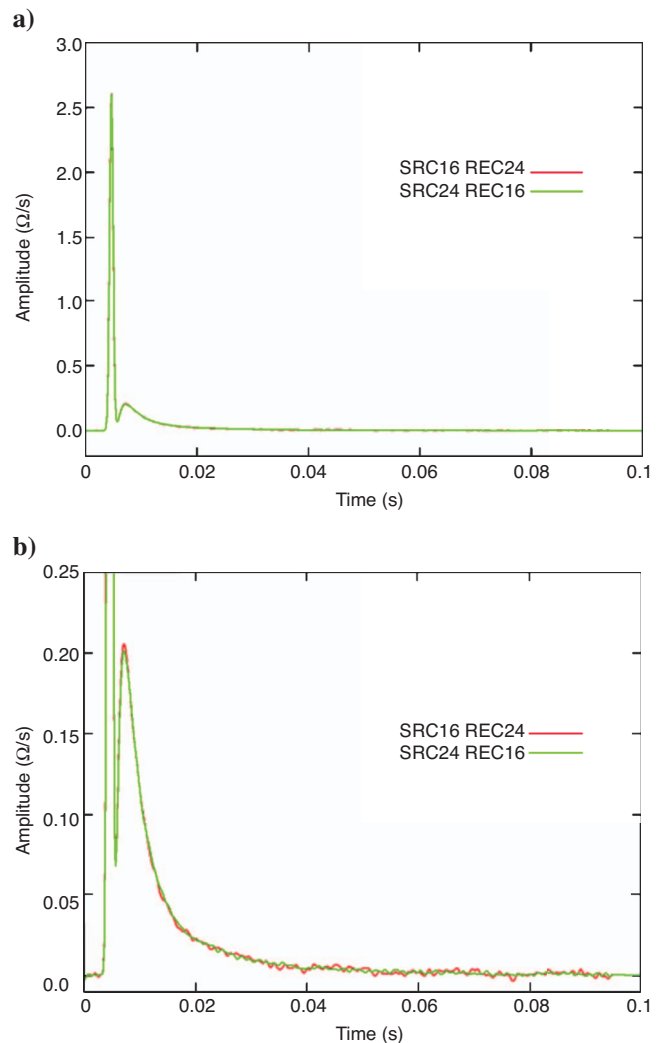 a)
3.0
2.5
2.0
1.5
1.0
0.5
0.0
Amplitude (Ω/s)
SRC16 REC24
SRC24 REC16
0 0.02 0.04 0.06 0.08 0.1
Time (s)
b)
0.25
0.20
0.15
0.10
0.05
0.0
Amplitude (Ω/s)
SRC16 REC24
SRC24 REC16
0 0.02 0.04 0.06 0.08 0.1
Time (s)